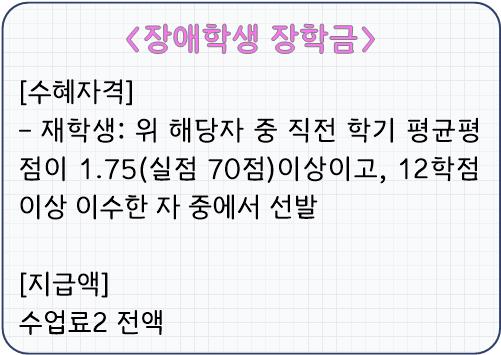 <장애학생 장학금>
[수혜자격]
- 재학생: 위 해당자 중 직전 학기 평균평
점이 1.75(실점 70점)이상이고, 12학점
이상 이수한 자 중에서 선발
[지급액]
수업료2 전액